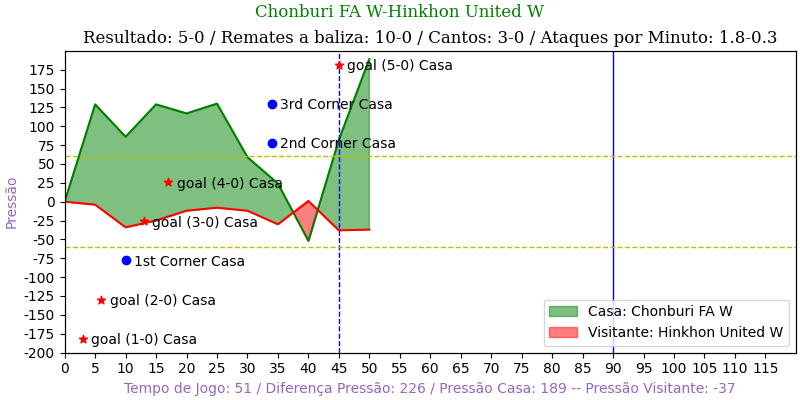 Chonburi FA W-Hinkhon United W
Resultado: 5-0 / Remates a baliza: 10-0 / Cantos: 3-0 / Ataques por Minuto: 1.8-0.3
Pressão
175
150
125
100
75
50
25
0
-25
-50
-75
-100
-125
-150
-175
-200
goal (5-0) Casa
3rd Corner Casa
2nd Corner Casa
goal (4-0) Casa
goal (3-0) Casa
1st Corner Casa
goal (2-0) Casa
goal (1-0) Casa
Casa: Chonburi FA W
Visitante: Hinkhon United W
0 5 10 15 20 25 30 35 40 45 50 55 60 65 70 75 80 85 90 95 100 105 110 115
Tempo de Jogo: 51 / Diferença Pressão: 226 / Pressão Casa: 189 -- Pressão Visitante: -37